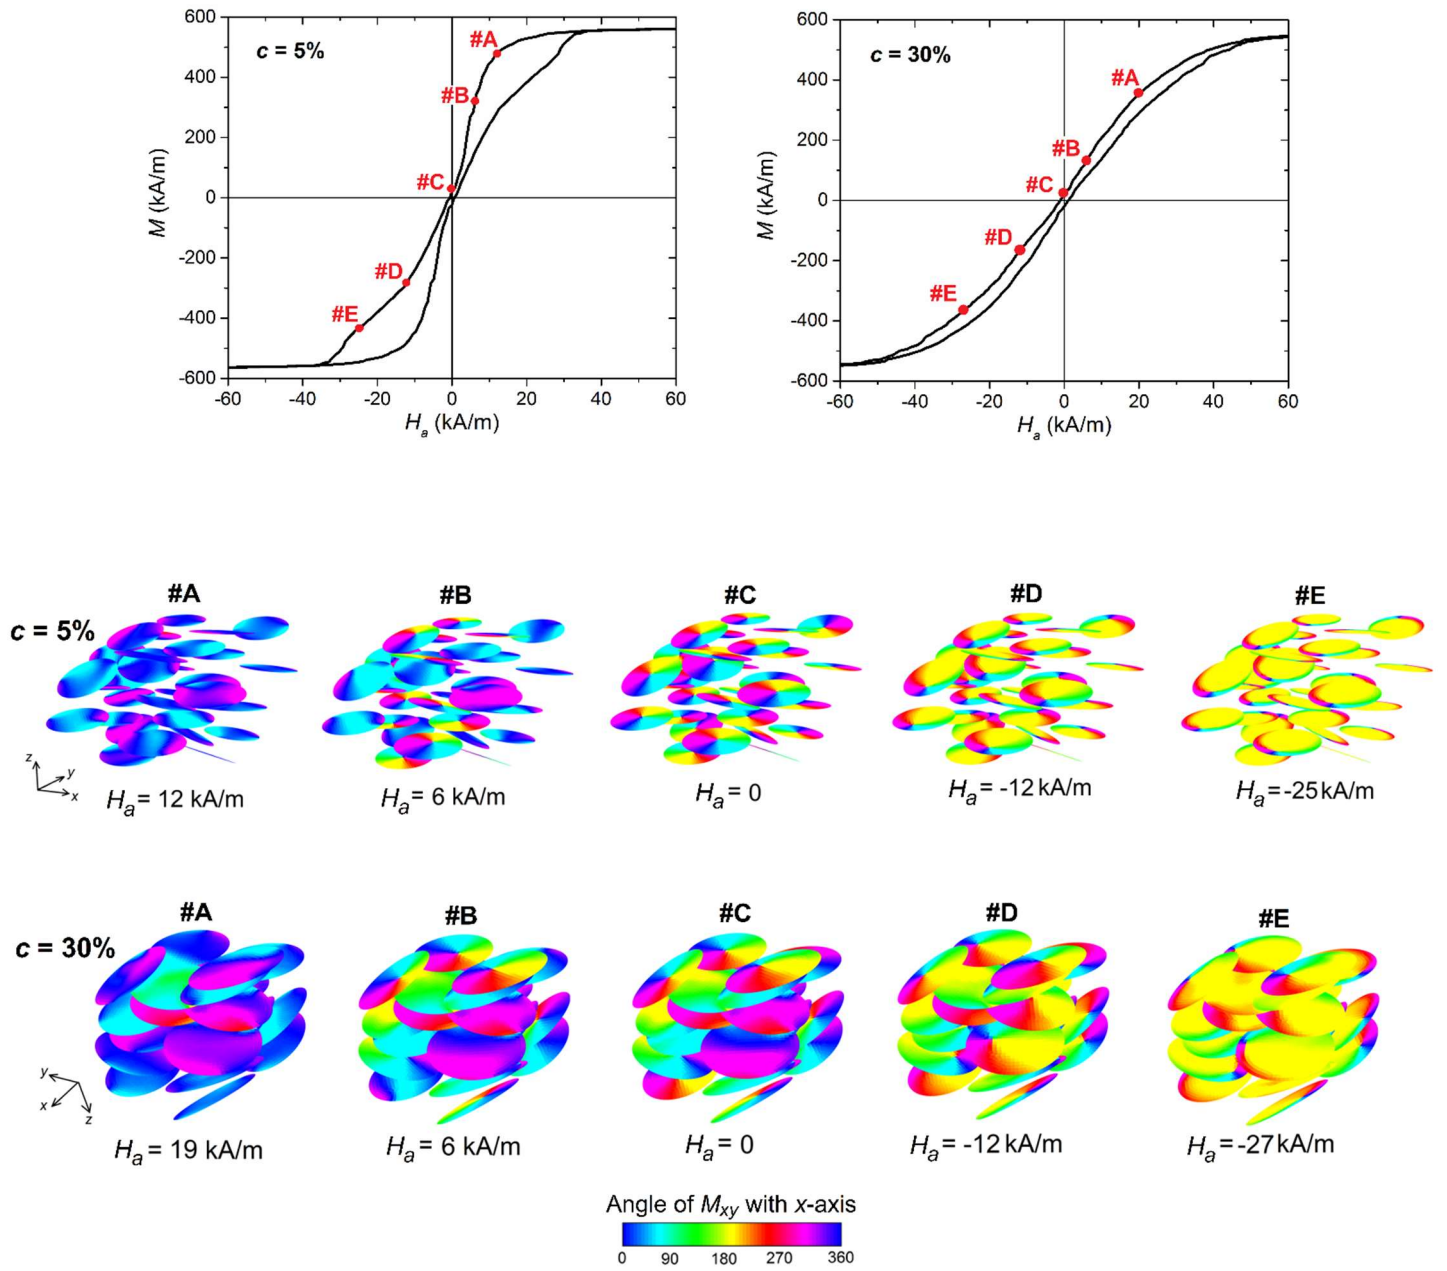 c = 5%
600
400
200
0
-200
-400
-600
M (kA/m)
#A
#B
#C
#D
#E
-60 -40 -20 0 20 40 60
Ha (kA/m)
c = 30%
600
400
200
0
-200
-400
-600
M (kA/m)
#A
#B
#C
#D
#E
-60 -40 -20 0 20 40 60
Ha (kA/m)
#A #B #C #D #E
c = 5%
z
y
x
Ha = 12 kA/m Ha = 6 kA/m Ha = 0 Ha = -12 kA/m Ha = -25 kA/m
#A #B #C #D #E
c = 30%
y
x
z
Ha = 19 kA/m Ha = 6 kA/m Ha = 0 Ha = -12 kA/m Ha = -27 kA/m
Angle of Mxy with x-axis
0 90 180 270 360